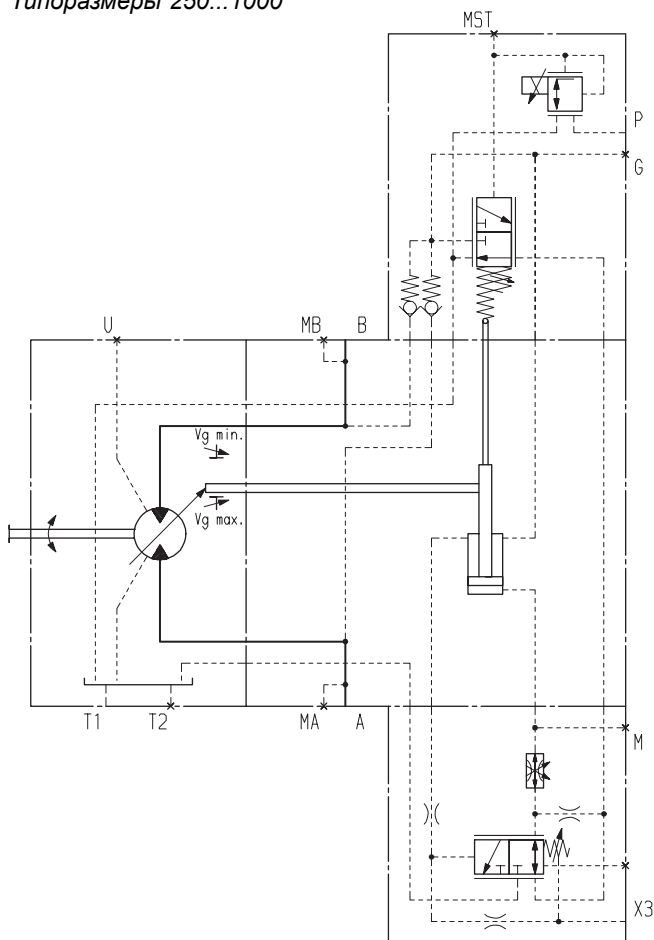 Типоразмеры 250...1000
MST
P
G
U
MB
B
Vg min.
Vg max.
T1
T2
MA
A
M
X3